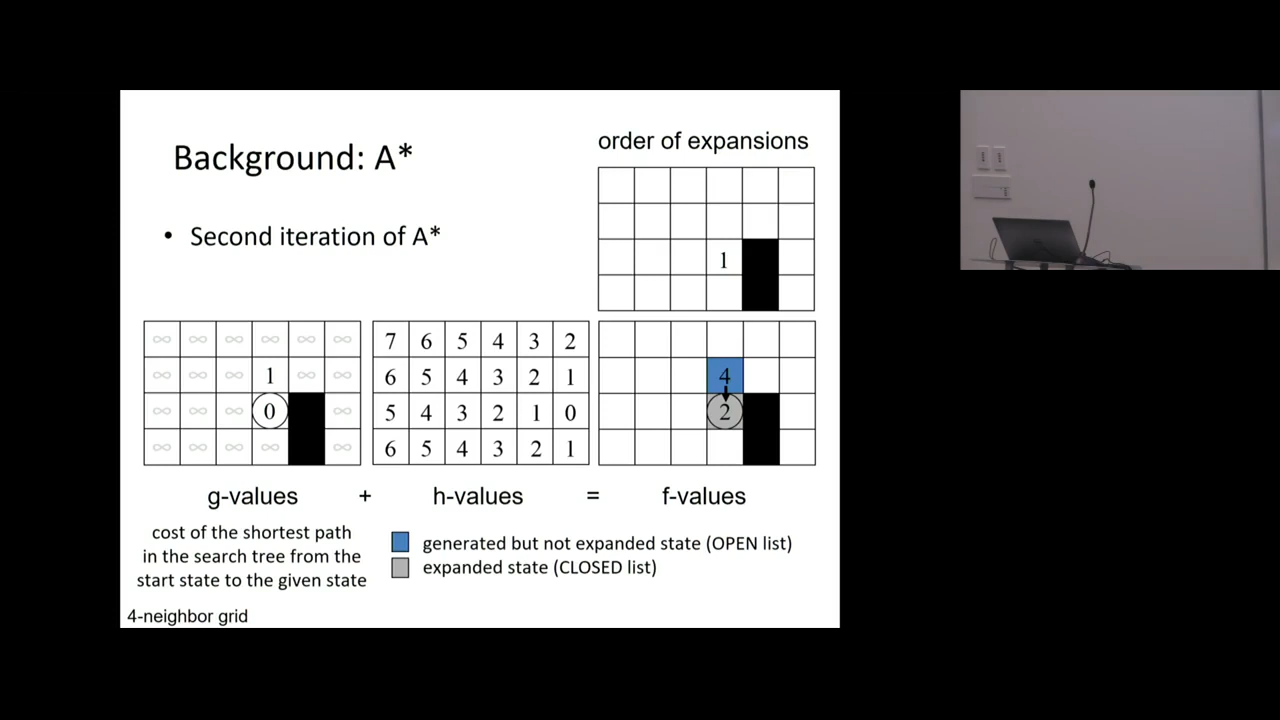 Background: A*
order of expansions
• Second iteration of A*
1
∞ ∞ ∞ ∞ ∞ ∞
∞ ∞ ∞ 1 ∞ ∞
∞ ∞ ∞ 0 ∞
∞ ∞ ∞ ∞ ∞
7 6 5 4 3 2
6 5 4 3 2 1
5 4 3 2 1 0
6 5 4 3 2 1
4
2
g-values + h-values = f-values
cost of the shortest path
in the search tree from the
start state to the given state
generated but not expanded state (OPEN list)
expanded state (CLOSED list)
4-neighbor grid